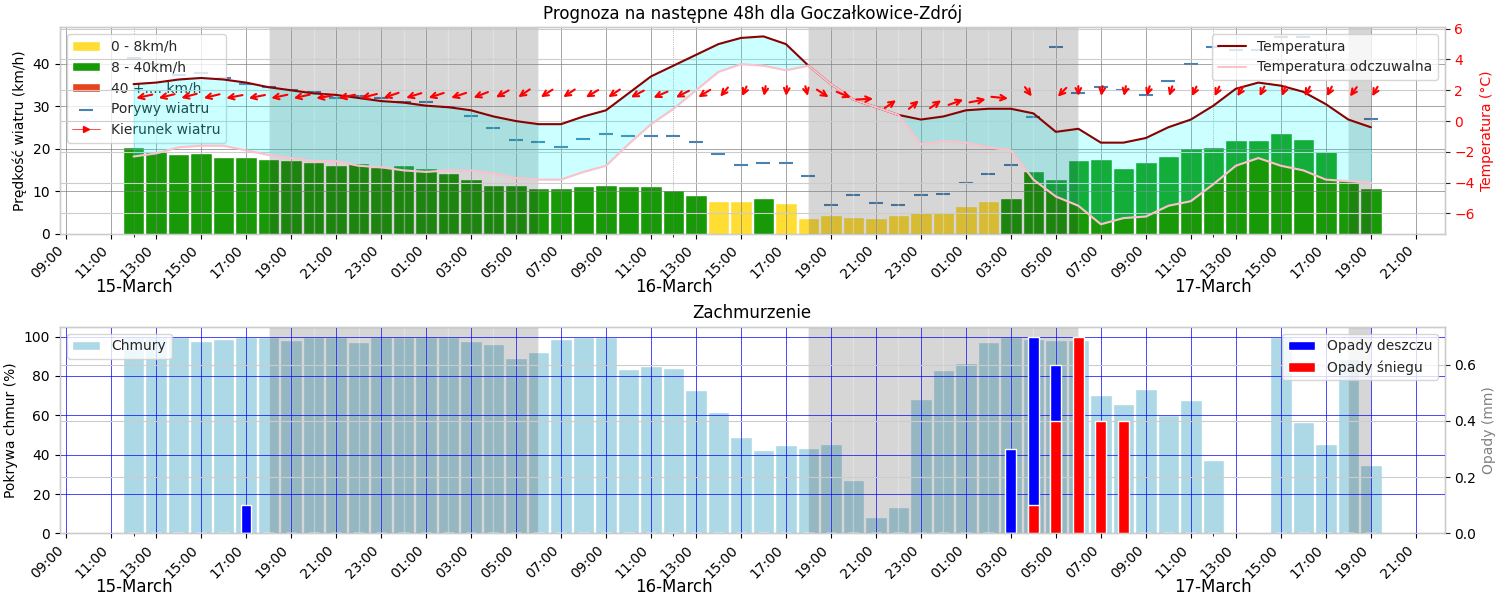 Prognoza na następne 48h dla Goczałkowice-Zdrój
Prędkość wiatru (km/h)
0 10 20 30 40
0 - 8km/h
8 - 40km/h
40 +.... km/h
Porywy wiatru
Kierunek wiatru
Temperatura
Temperatura odczuwalna
6 4 2 0 −2 −4 −6
Temperatura (°C)
09:00 11:00 13:00 15:00 17:00 19:00 21:00 23:00 01:00 03:00 05:00 07:00 09:00 11:00 13:00 15:00 17:00 19:00 21:00 23:00 01:00 03:00 05:00 07:00 09:00 11:00 13:00 15:00 17:00 19:00 21:00
15-March 16-March 17-March
Zachmurzenie
Pokrywa chmur (%)
100 80 60 40 20 0
Chmury
Opady deszczu
Opady śniegu
0.6 0.4 0.2 0.0
Opady (mm)
09:00 11:00 13:00 15:00 17:00 19:00 21:00 23:00 01:00 03:00 05:00 07:00 09:00 11:00 13:00 15:00 17:00 19:00 21:00 23:00 01:00 03:00 05:00 07:00 09:00 11:00 13:00 15:00 17:00 19:00 21:00
15-March 16-March 17-March